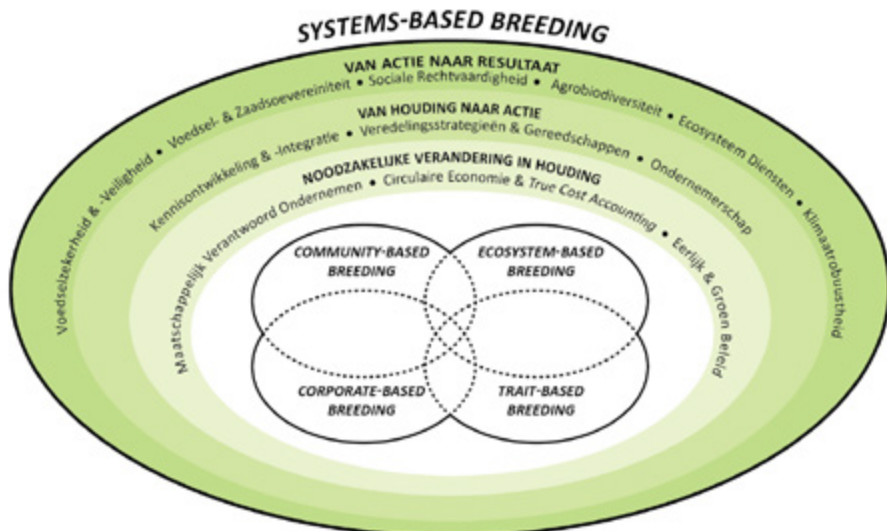 SYSTEMS-BASED BREEDING
VAN ACTIE NAAR RESULTAAT
Voedselzekerheid & -Veiligheid • Voedsel- & Zaadsoevereiniteit • Sociale Rechtvaardigheid • Agrobiodiversiteit • Ecosysteem Diensten • Klimaatrobuustheid
VAN HOUDING NAAR ACTIE
Kennisontwikkeling & -Integratie • Veredelingsstrategieën & Gereedschappen • Ondernemerschap
NOODZAKELIJKE VERANDERING IN HOUDING
Maatschappelijk Verantwoord Ondernemen • Circulaire Economie & True Cost Accounting • Eerlijk & Groen Beleid
COMMUNITY-BASED
BREEDING
ECOSYSTEM-BASED
BREEDING
CORPORATE-BASED
BREEDING
TRAIT-BASED
BREEDING